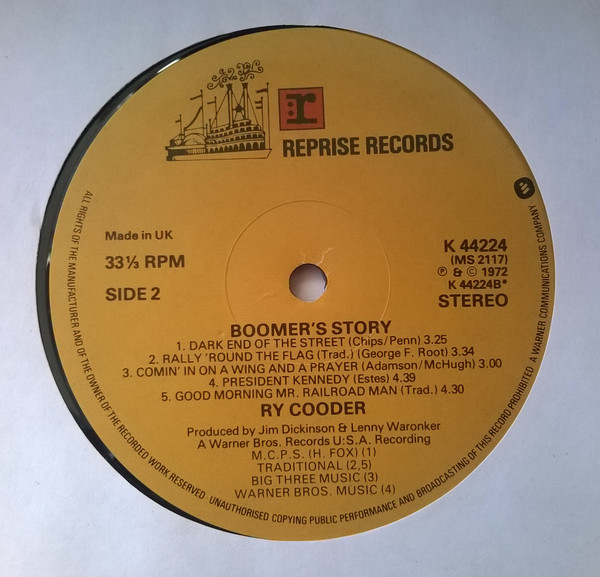 r
REPRISE RECORDS
Made in UK
33⅓ RPM
SIDE 2
K 44224
(MS 2117)
℗ & © 1972
K 44224B*
STEREO
BOOMER'S STORY
1. DARK END OF THE STREET (Chips/Penn) 3.25
2. RALLY 'ROUND THE FLAG (Trad.) (George F. Root) 3.34
3. COMIN' IN ON A WING AND A PRAYER (Adamson/McHugh) 3.00
4. PRESIDENT KENNEDY (Estes) 4.39
5. GOOD MORNING MR. RAILROAD MAN (Trad.) 4.30
RY COODER
Produced by Jim Dickinson & Lenny Waronker
A Warner Bros. Records U.S.A. Recording
M.C.P.S. (H. FOX) (1)
TRADITIONAL (2,5)
BIG THREE MUSIC (3)
WARNER BROS. MUSIC (4)
ALL RIGHTS OF THE MANUFACTURER AND OF THE OWNER OF THE RECORDED WORK RESERVED UNAUTHORISED COPYING PUBLIC PERFORMANCE AND BROADCASTING OF THIS RECORD PROHIBITED A WARNER COMMUNICATIONS COMPANY